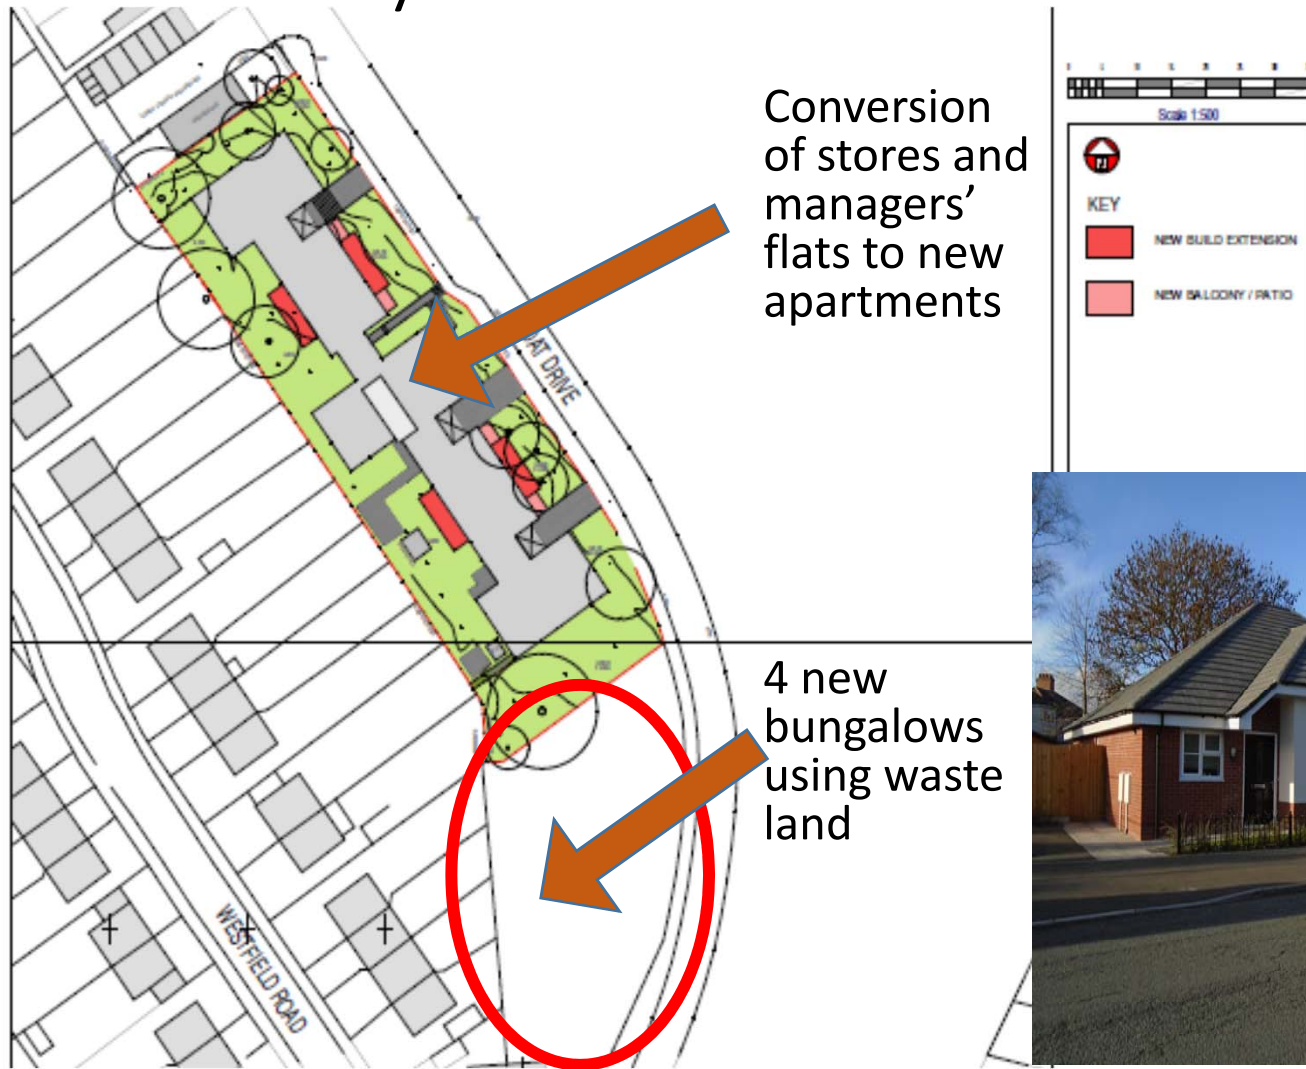 Conversion
of stores and
managers’
flats to new
apartments
Scale 1:500
KEY
NEW BUILD EXTENSION
NEW BALCONY / PATIO
DRIVE
4 new
bungalows
using waste
land
WESTFIELD ROAD